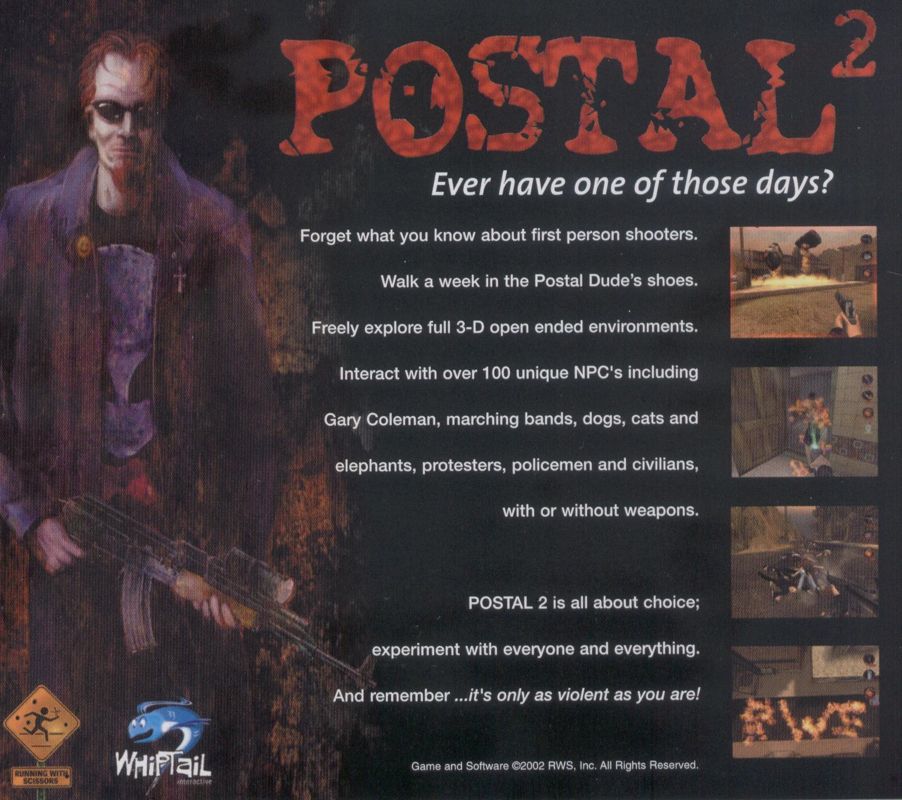 POSTAL²
Ever have one of those days?
Forget what you know about first person shooters.
Walk a week in the Postal Dude's shoes.
Freely explore full 3-D open ended environments.
Interact with over 100 unique NPC's including
Gary Coleman, marching bands, dogs, cats and
elephants, protesters, policemen and civilians,
with or without weapons.
POSTAL 2 is all about choice;
experiment with everyone and everything.
And remember ...it's only as violent as you are!
RWS
RUNNING WITH
SCISSORS
WHIPTAIL
interactive
Game and Software ©2002 RWS, Inc. All Rights Reserved.